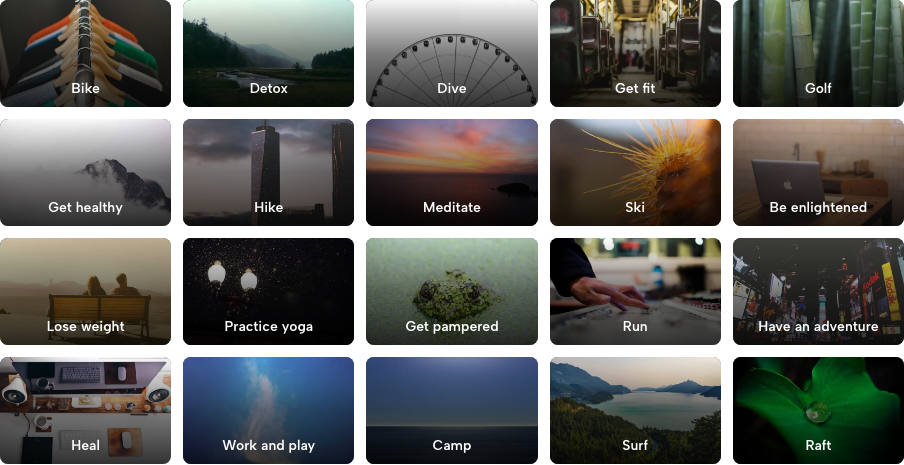 Bike
Detox
Dive
Get fit
Golf
Get healthy
Hike
Meditate
Ski
Be enlightened
Lose weight
Practice yoga
Get pampered
Run
Have an adventure
Heal
Work and play
Camp
Surf
Raft